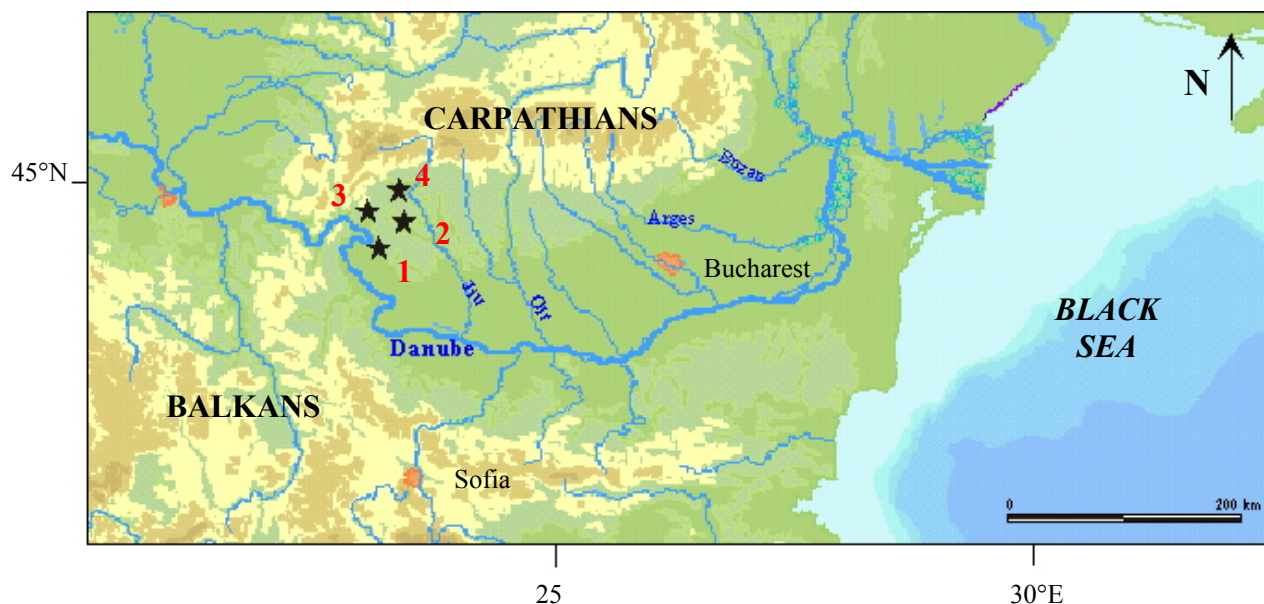 CARPATHIANS
N
45°N
4
3
Buzau
2
Arges
1
Bucharest
Jiu
Olt
BLACK
SEA
Danube
BALKANS
Sofia
0
200 km
25
30°E